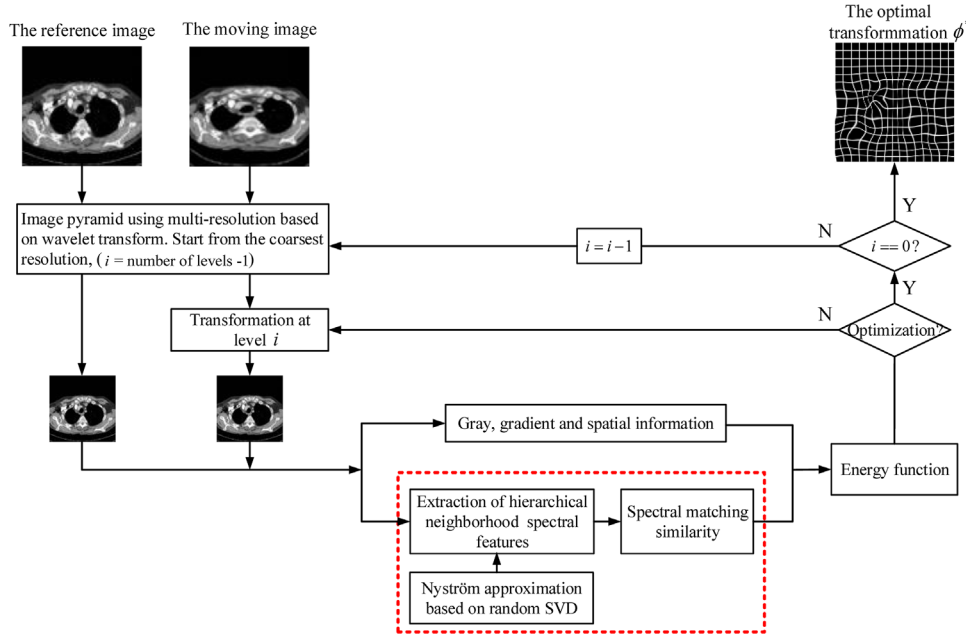 The reference image
The moving image
The optimal
transformmation ϕ*
Image pyramid using multi-resolution based
on wavelet transform. Start from the coarsest
resolution, ( i = number of levels -1)
i = i−1
N
i == 0?
Y
Transformation at
level i
N
Optimization?
Y
Gray, gradient and spatial information
Energy function
Extraction of hierarchical
neighborhood spectral
features
Spectral matching
similarity
Nyström approximation
based on random SVD